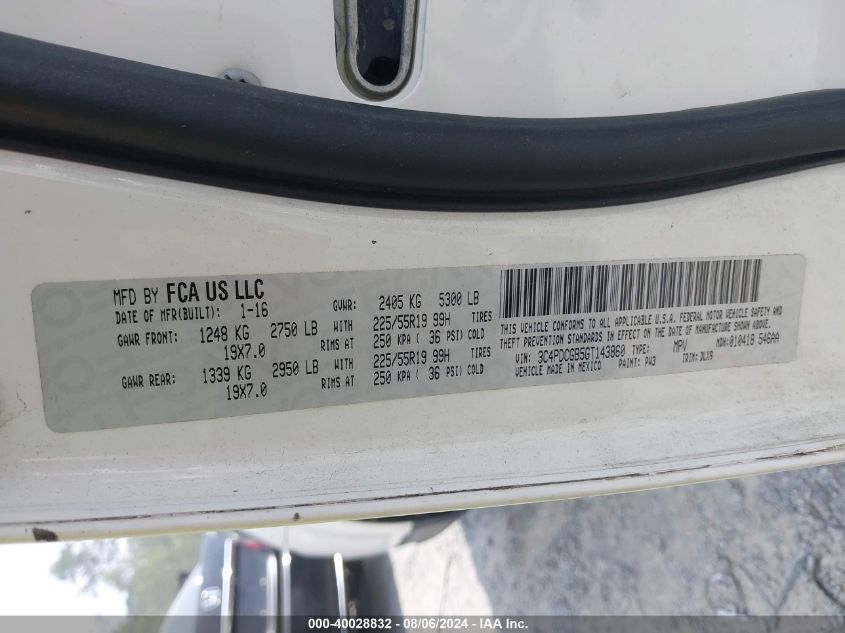 MFD BY FCA US LLC
DATE OF MFR(BUILT): 1-16 GVWR: 2405 KG 5300 LB
GAWR FRONT: 1248 KG 2750 LB WITH 225/55R19 99H TIRES
19X7.0 RIMS AT 250 KPA ( 36 PSI) COLD
GAWR REAR: 1339 KG 2950 LB WITH 225/55R19 99H TIRES
19X7.0 RIMS AT 250 KPA ( 36 PSI) COLD
THIS VEHICLE CONFORMS TO ALL APPLICABLE U.S.A. FEDERAL MOTOR VEHICLE SAFETY AND
THEFT PREVENTION STANDARDS IN EFFECT ON THE DATE OF MANUFACTURE SHOWN ABOVE.
VIN: 3C4PDCGB5GT143860 TYPE: MPV MDH: 010418 546AA
VEHICLE MADE IN MEXICO PAINT: PW3 TRIM: DLX9
000-40028832 - 08/06/2024 - IAA Inc.